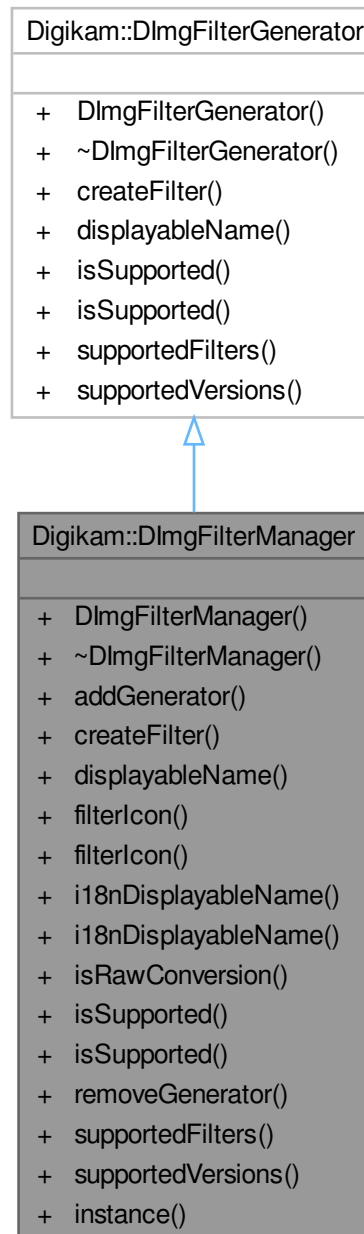 Digikam::DImgFilterGenerator
+ DImgFilterGenerator()
+ ~DImgFilterGenerator()
+ createFilter()
+ displayableName()
+ isSupported()
+ isSupported()
+ supportedFilters()
+ supportedVersions()
Digikam::DImgFilterManager
+ DImgFilterManager()
+ ~DImgFilterManager()
+ addGenerator()
+ createFilter()
+ displayableName()
+ filterIcon()
+ filterIcon()
+ i18nDisplayableName()
+ i18nDisplayableName()
+ isRawConversion()
+ isSupported()
+ isSupported()
+ removeGenerator()
+ supportedFilters()
+ supportedVersions()
+ instance()